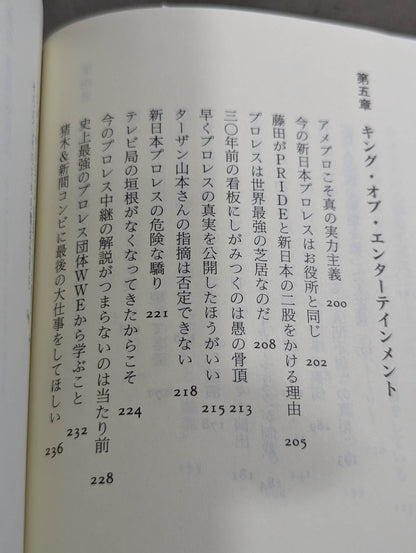 第五章 キング・オブ・エンターテインメント
アメプロこそ真の実力主義 200
今の新日本プロレスはお役所と同じ 202
藤田がPRIDEと新日本の二股をかける理由 205
プロレスは世界最強の芝居なのだ 208
三〇年前の看板にしがみつくのは愚の骨頂 213
早くプロレスの真実を公開したほうがいい 215
ターザン山本さんの指摘は否定できない 218
新日本プロレスの危険な驕り 221
テレビ局の垣根がなくなってきたからこそ 224
今のプロレス中継の解説がつまらないのは当たり前 228
史上最強のプロレス団体WWEから学ぶこと 232
猪木&新間コンビに最後の大仕事をしてほしい 236